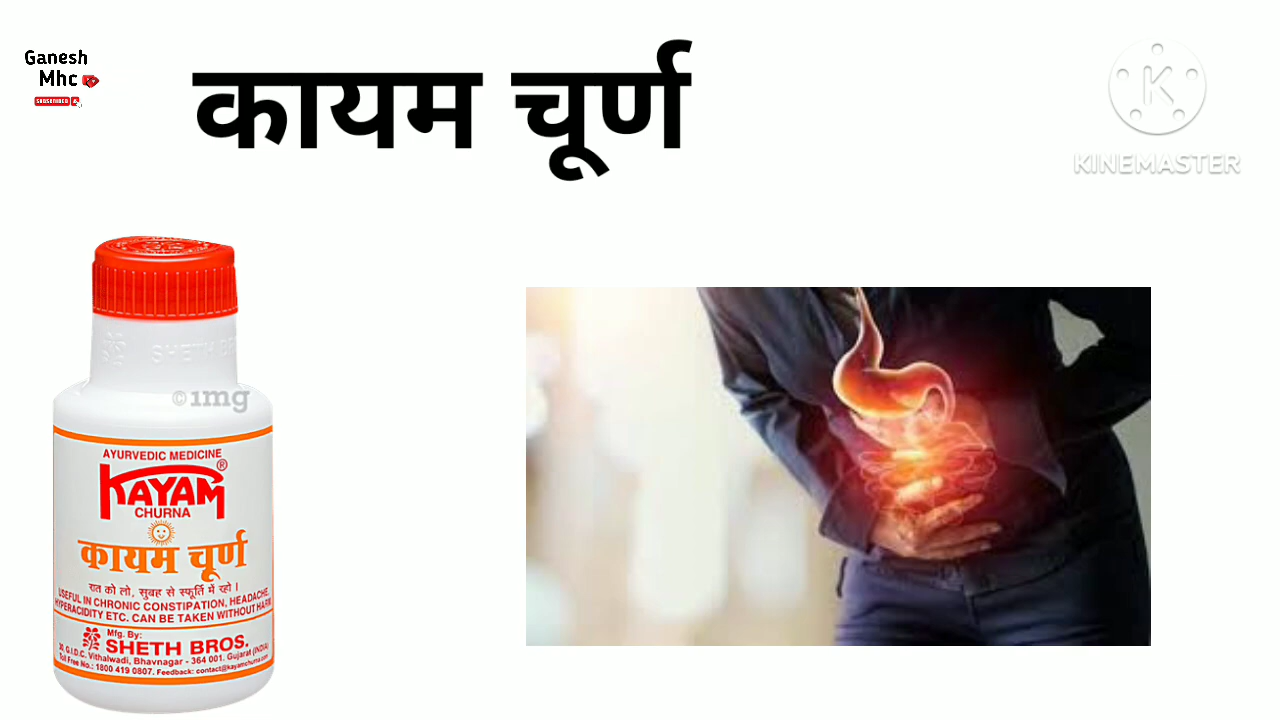 Ganesh
Mhc
SUBSCRIBED
कायम चूर्ण
KINEMASTER
SHETH
©1mg
AYURVEDIC MEDICINE
KAYAM®
CHURNA
कायम चूर्ण
रात को लो, सुबह से स्फूर्ति में रहो ।
USEFUL IN CHRONIC CONSTIPATION, HEADACHE,
HYPERACIDITY ETC. CAN BE TAKEN WITHOUT HARM
Mfg. By:
SHETH BROS.
G.I.D.C. Vithalwadi, Bhavnagar - 364 001. Gujarat (INDIA)
Toll Free No.: 1800 419 0807. Feedback: contact@kayamchurna.com